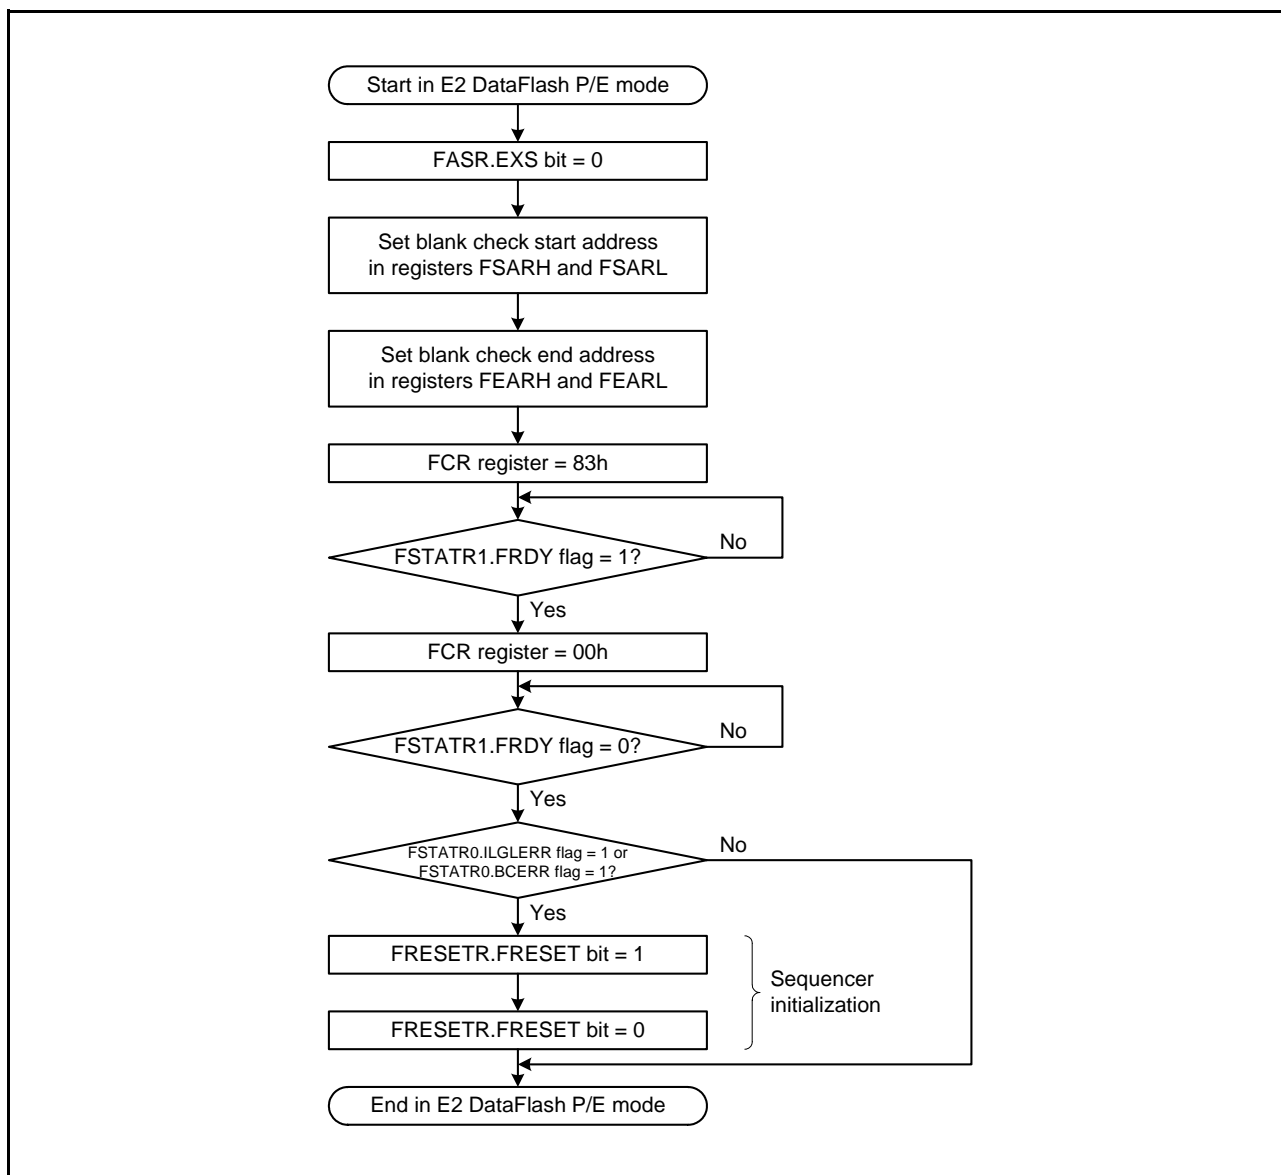 Start in E2 DataFlash P/E mode
FASR.EXS bit = 0
Set blank check start address
in registers FSARH and FSARL
Set blank check end address
in registers FEARH and FEARL
FCR register = 83h
FSTATR1.FRDY flag = 1?
No
Yes
FCR register = 00h
FSTATR1.FRDY flag = 0?
No
Yes
FSTATR0.ILGLERR flag = 1 or
FSTATR0.BCERR flag = 1?
No
Yes
FRESETR.FRESET bit = 1
FRESETR.FRESET bit = 0
Sequencer
initialization
End in E2 DataFlash P/E mode